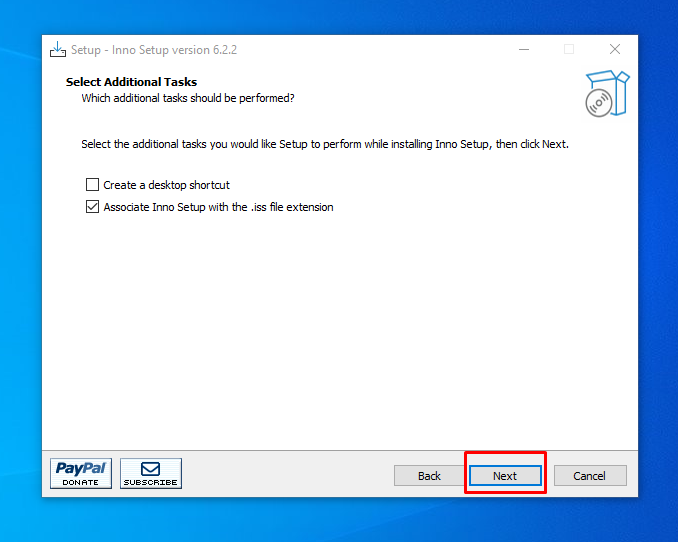 Setup - Inno Setup version 6.2.2
Select Additional Tasks
Which additional tasks should be performed?
Select the additional tasks you would like Setup to perform while installing Inno Setup, then click Next.
Create a desktop shortcut
Associate Inno Setup with the .iss file extension
PayPal
DONATE
SUBSCRIBE
Back
Next
Cancel